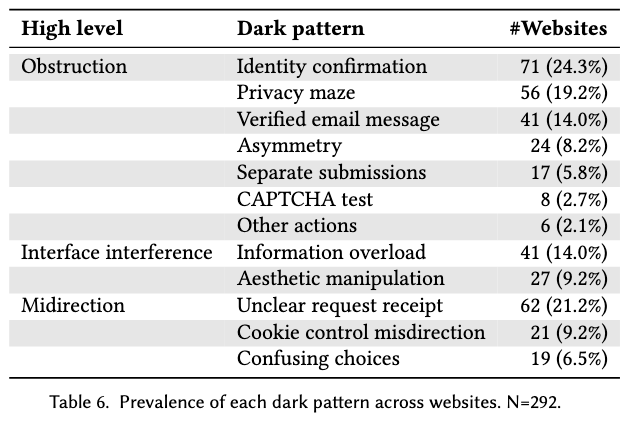 High level Dark pattern #Websites
Obstruction Identity confirmation 71 (24.3%)
Privacy maze 56 (19.2%)
Verified email message 41 (14.0%)
Asymmetry 24 (8.2%)
Separate submissions 17 (5.8%)
CAPTCHA test 8 (2.7%)
Other actions 6 (2.1%)
Interface interference Information overload 41 (14.0%)
Aesthetic manipulation 27 (9.2%)
Midirection Unclear request receipt 62 (21.2%)
Cookie control misdirection 21 (9.2%)
Confusing choices 19 (6.5%)
Table 6. Prevalence of each dark pattern across websites. N=292.